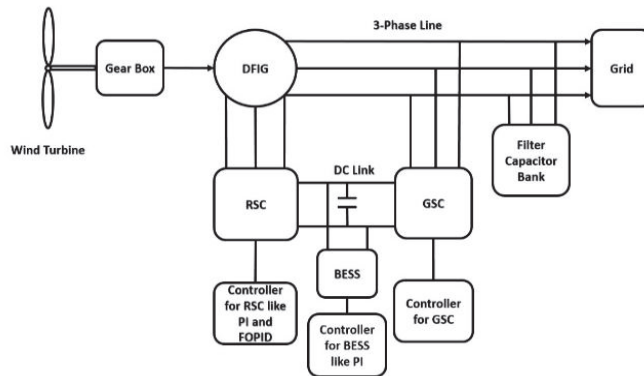 3-Phase Line
Gear Box
DFIG
Grid
Wind Turbine
Filter
Capacitor
Bank
DC Link
RSC
GSC
BESS
Controller
for RSC like
PI and
FOPID
Controller
for BESS
like PI
Controller
for GSC